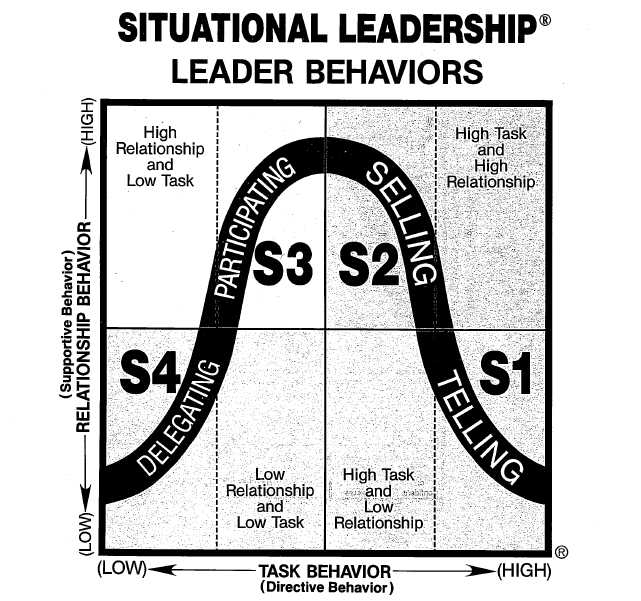 SITUATIONAL LEADERSHIP®
LEADER BEHAVIORS
(HIGH)
High
Relationship
and
Low Task
High Task
and
High
Relationship
PARTICIPATING
SELLING
S3
S2
(Supportive Behavior)
RELATIONSHIP BEHAVIOR
S4
S1
DELEGATING
TELLING
Low
Relationship
and
Low Task
High Task
and
Low
Relationship
(LOW)
®
(LOW)
TASK BEHAVIOR
(HIGH)
(Directive Behavior)